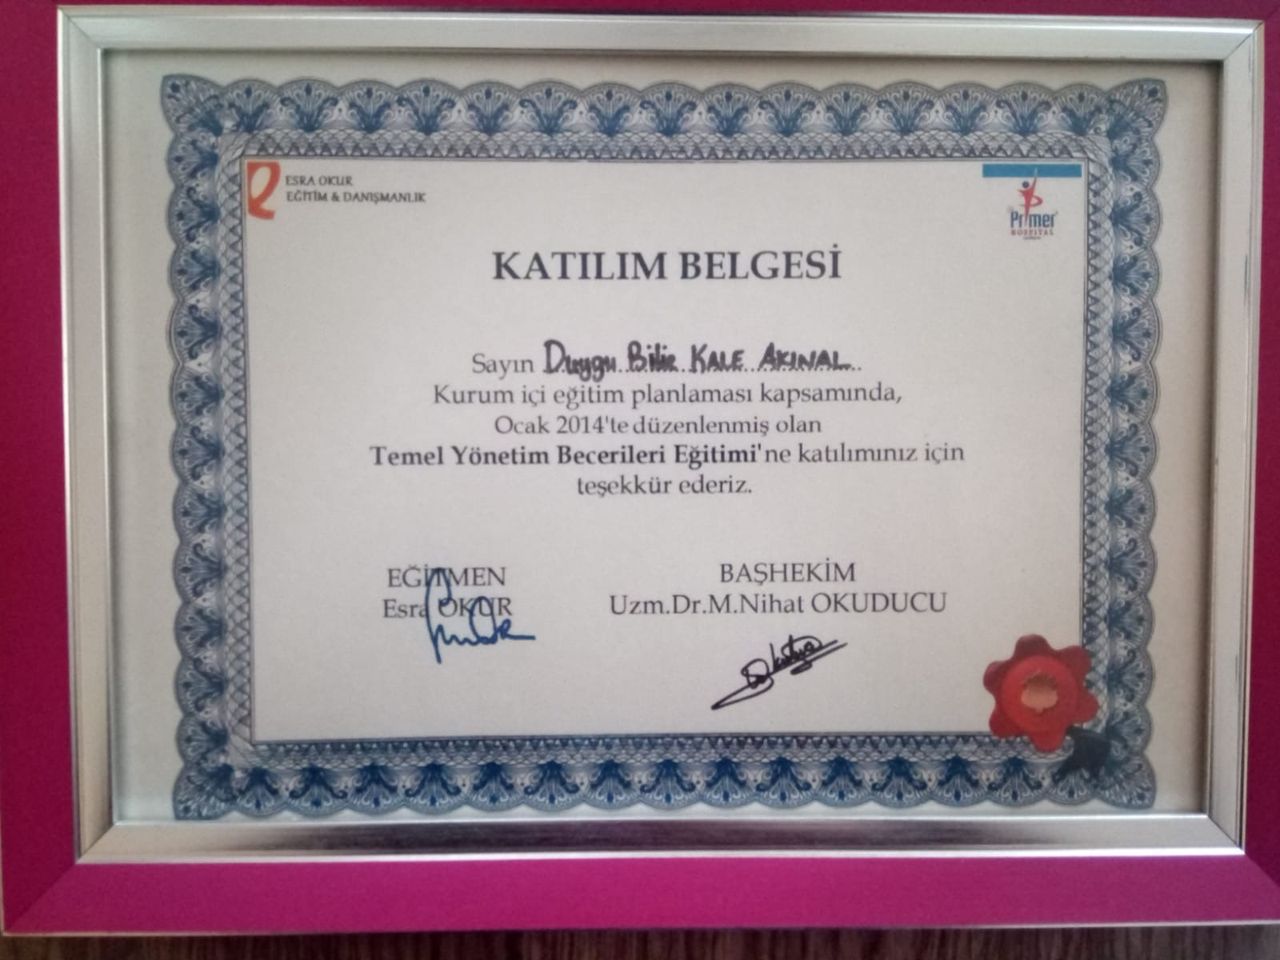 ESRA OKUR
EĞİTİM & DANIŞMANLIK
Primer
HOSPITAL
KATILIM BELGESİ
Sayın Duygu Bilir KALE AKINAL
Kurum içi eğitim planlaması kapsamında,
Ocak 2014'te düzenlenmiş olan
Temel Yönetim Becerileri Eğitimi'ne katılımınız için
teşekkür ederiz.
EĞİTMEN
Esra OKUR
BAŞHEKİM
Uzm.Dr.M.Nihat OKUDUCU